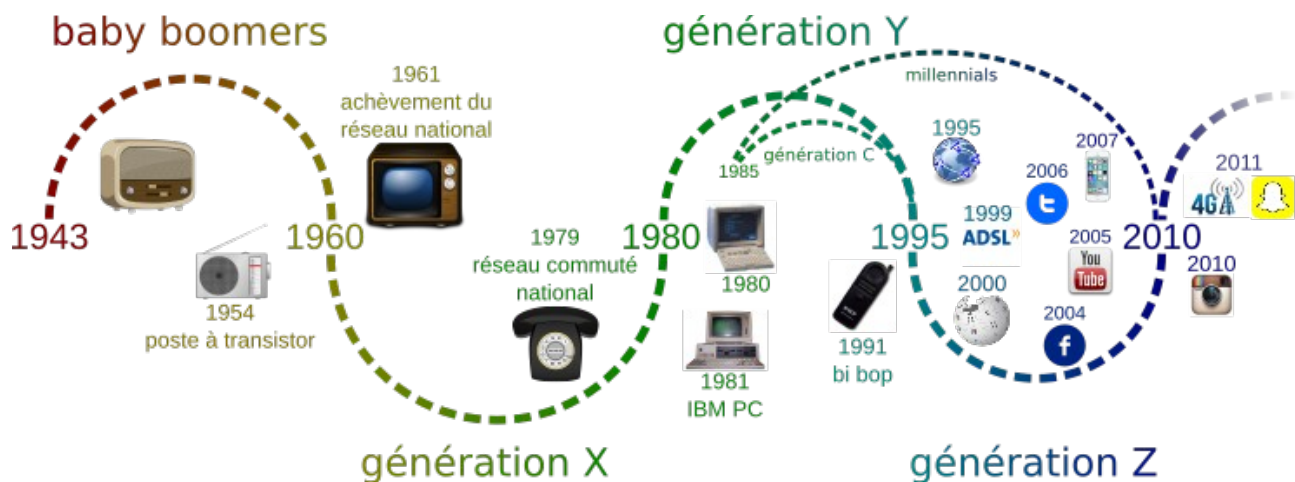 baby boomers
génération Y
millennials
1961
achèvement du
réseau national
génération C
1985
1995
2007
2006
2011
4G
1943
1954
poste à transistor
1960
1979
réseau commuté
national
1980
1980
1981
IBM PC
1995
1991
bi bop
1999
ADSL
2000
2005
You
Tube
2004
f
2010
2010
génération X
génération Z